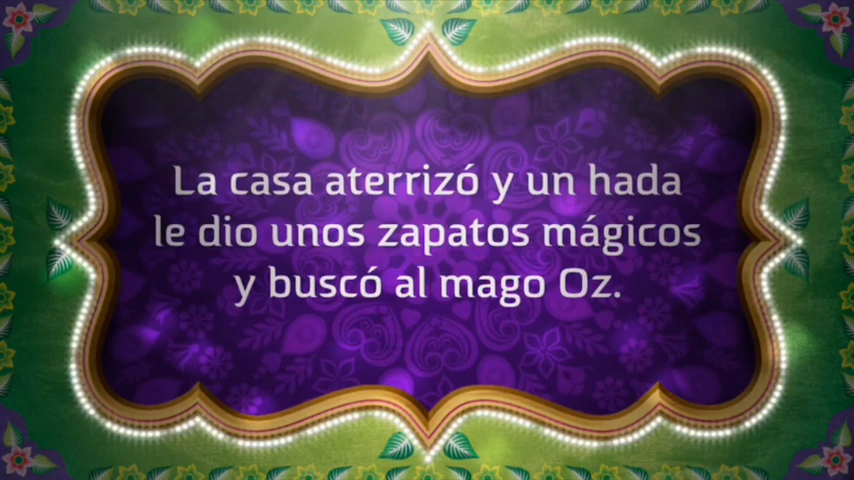 La casa aterrizó y un hada
le dio unos zapatos mágicos
y buscó al mago Oz.